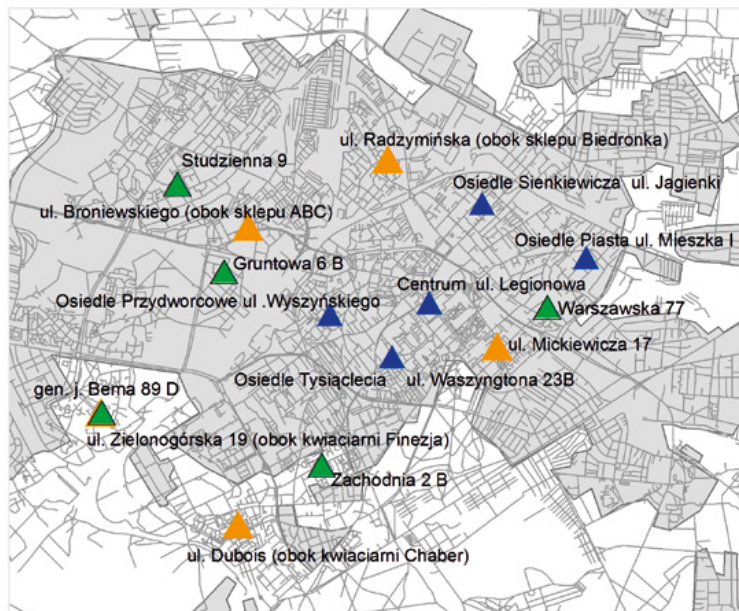 ul. Radzymińska (obok sklepu Biedronka)
Studzienna 9
Osiedle Sienkiewicza ul. Jagienki
ul. Broniewskiego (obok sklepu ABC)
Osiedle Piasta ul. Mieszka I
Gruntowa 6 B
Centrum ul. Legionowa
Osiedle Przydworcowe ul .Wyszyńskiego
Warszawska 77
ul. Mickiewicza 17
Osiedle Tysiąclecia ul. Waszyngtona 23B
gen. j. Bema 89 D
ul. Zielonogórska 19 (obok kwiaciarni Finezja)
Zachodnia 2 B
ul. Dubois (obok kwiaciarni Chaber)